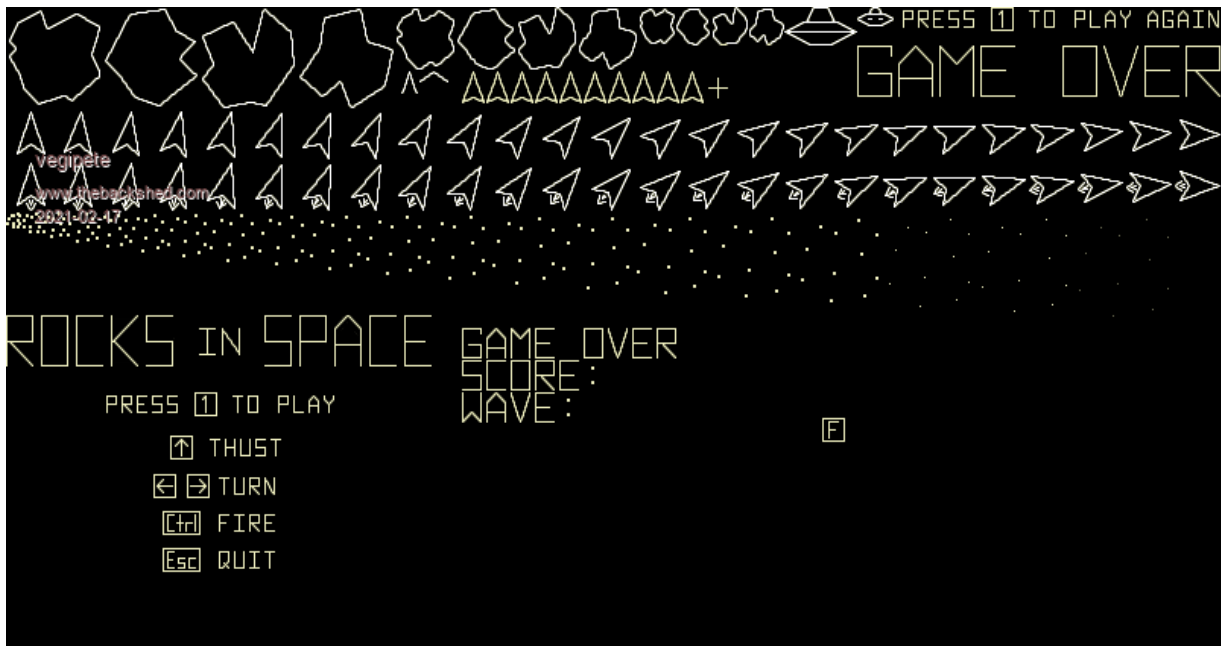 PRESS 1 TO PLAY AGAIN
GAME OVER
vegipete
www.thebackshed.com
2021-02-17
ROCKS IN SPACE
PRESS 1 TO PLAY
↑ THUST
← → TURN
Ctrl FIRE
Esc QUIT
GAME OVER
SCORE:
WAVE:
F